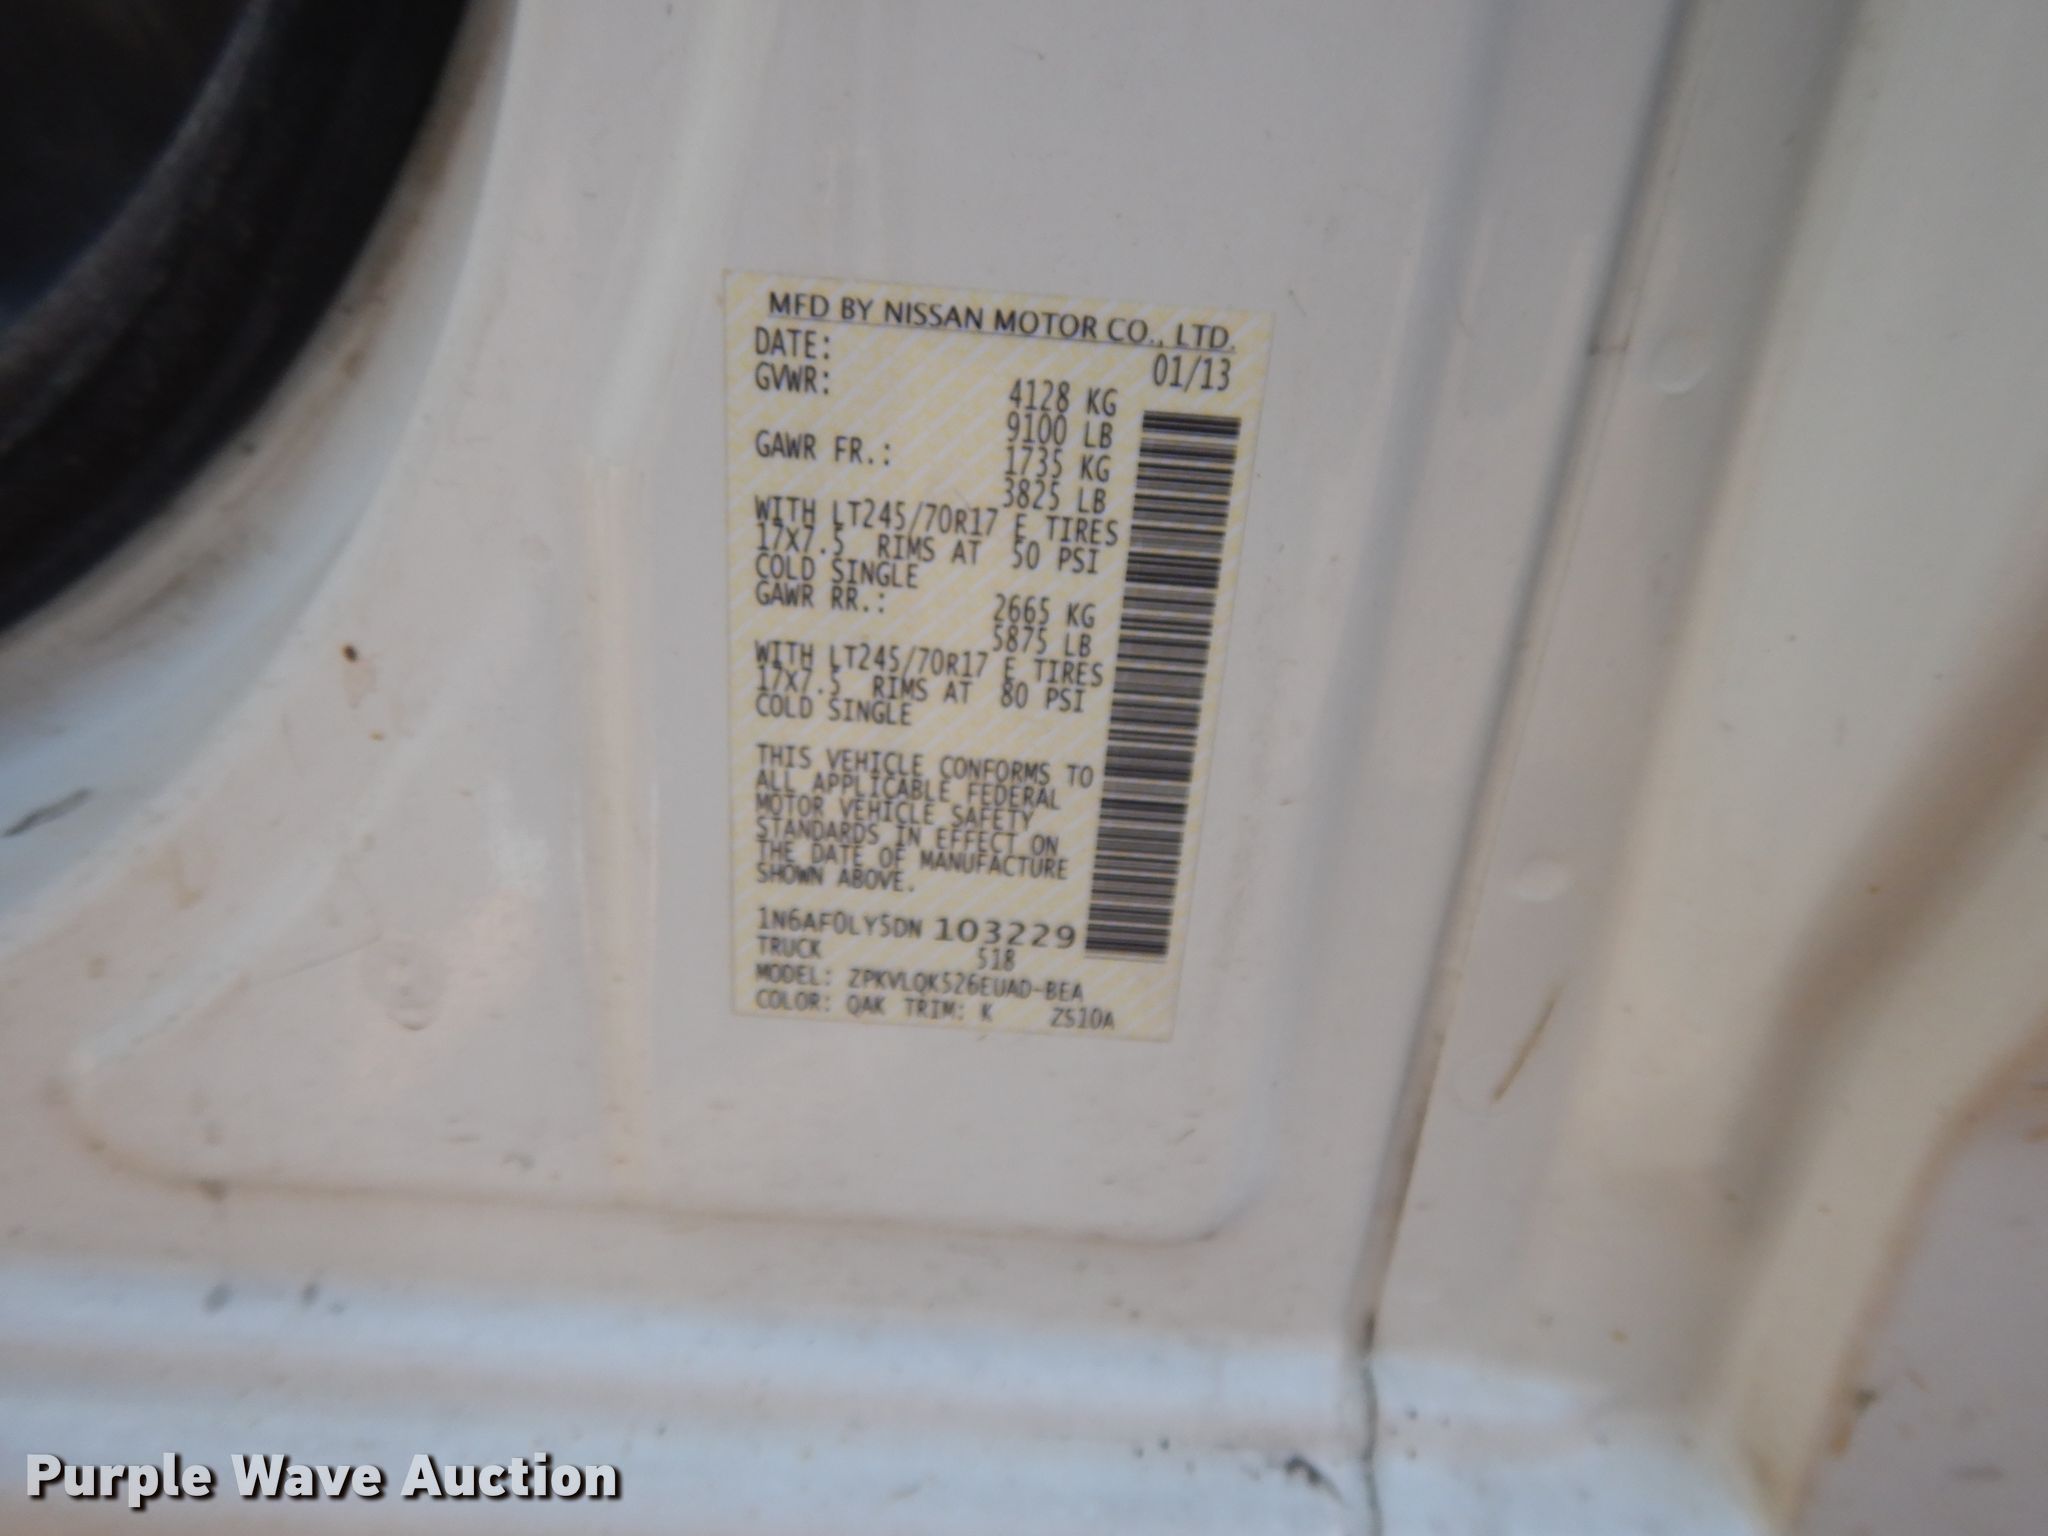 MFD BY NISSAN MOTOR CO., LTD.
DATE: 01/13
GVWR: 4128 KG
9100 LB
GAWR FR.: 1735 KG
3825 LB
WITH LT245/70R17 E TIRES
17X7.5 RIMS AT 50 PSI
COLD SINGLE
GAWR RR.: 2665 KG
5875 LB
WITH LT245/70R17 E TIRES
17X7.5 RIMS AT 80 PSI
COLD SINGLE
THIS VEHICLE CONFORMS TO
ALL APPLICABLE FEDERAL
MOTOR VEHICLE SAFETY
STANDARDS IN EFFECT ON
THE DATE OF MANUFACTURE
SHOWN ABOVE.
1N6AF0LY5DN 103229
TRUCK 518
MODEL: ZPKVLQK526EUAD-BEA
COLOR: QAK TRIM: K ZS10A
Purple Wave Auction